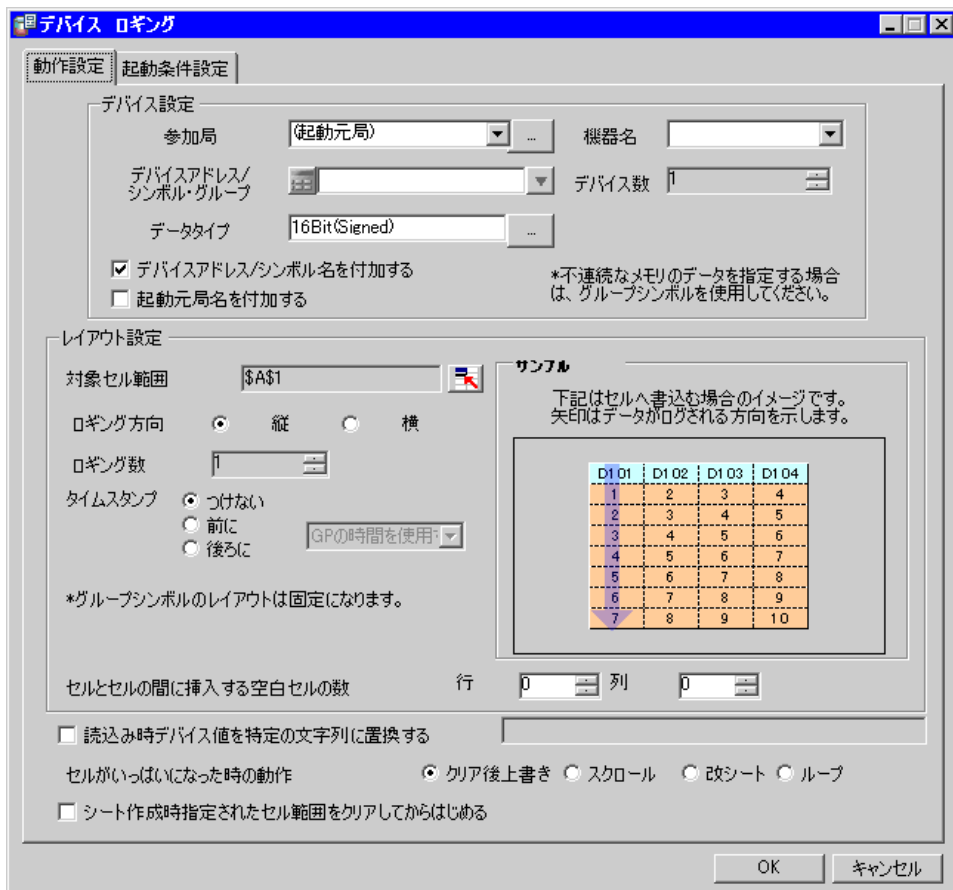 デバイス ロギング
動作設定 起動条件設定
デバイス設定
参加局 (起動元局) ... 機器名
デバイスアドレス/
シンボル・グループ デバイス数 1
データタイプ 16Bit(Signed) ...
デバイスアドレス/シンボル名を付加する
起動元局名を付加する
*不連続なメモリのデータを指定する場合
は、グループシンボルを使用してください。
レイアウト設定
対象セル範囲 $A$1
ロギング方向 縦 横
ロギング数 1
タイムスタンプ つけない
前に
後ろに
GPの時間を使用
*グループシンボルのレイアウトは固定になります。
サンプル
下記はセルへ書込む場合のイメージです。
矢印はデータがログされる方向を示します。
D101 D102 D103 D104
1 2 3 4
2 3 4 5
3 4 5 6
4 5 6 7
5 6 7 8
6 7 8 9
7 8 9 10
セルとセルの間に挿入する空白セルの数 行 0 列 0
読込み時デバイス値を特定の文字列に置換する
セルがいっぱいになった時の動作 クリア後上書き スクロール 改シート ループ
シート作成時指定されたセル範囲をクリアしてからはじめる
OK キャンセル